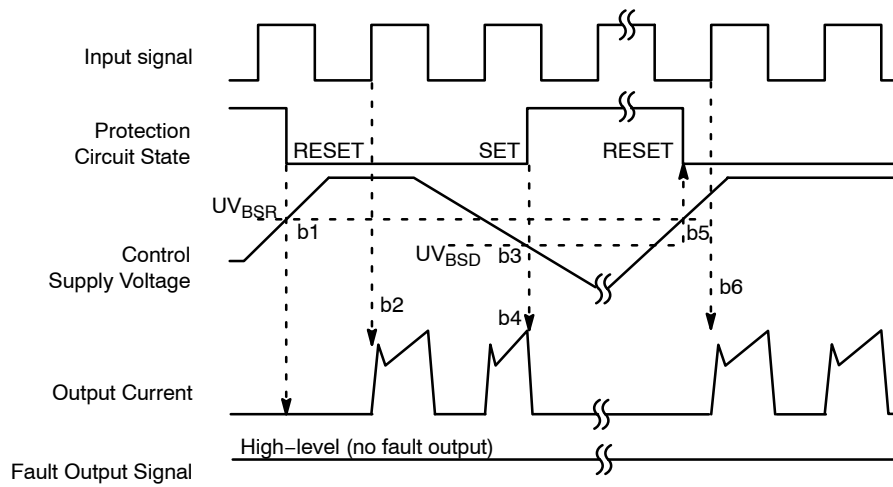 Input signal
Protection
Circuit State
RESET
SET
RESET
UVBSR
b1
UVBSD
b3
b5
Control
Supply Voltage
b2
b4
b6
Output Current
High−level (no fault output)
Fault Output Signal